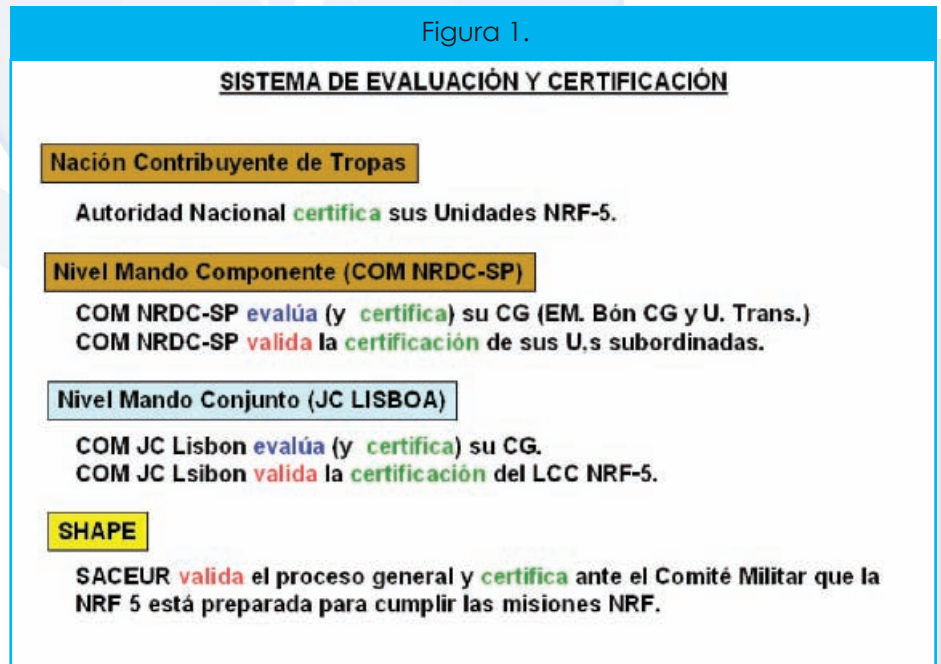 Figura 1.
SISTEMA DE EVALUACIÓN Y CERTIFICACIÓN
Nación Contribuyente de Tropas
Autoridad Nacional certifica sus Unidades NRF-5.
Nivel Mando Componente (COM NRDC-SP)
COM NRDC-SP evalúa (y certifica) su CG (EM. Bón CG y U. Trans.)
COM NRDC-SP valida la certificación de sus U,s subordinadas.
Nivel Mando Conjunto (JC LISBOA)
COM JC Lisbon evalúa (y certifica) su CG.
COM JC Lsibon valida la certificación del LCC NRF-5.
SHAPE
SACEUR valida el proceso general y certifica ante el Comité Militar que la
NRF 5 está preparada para cumplir las misiones NRF.